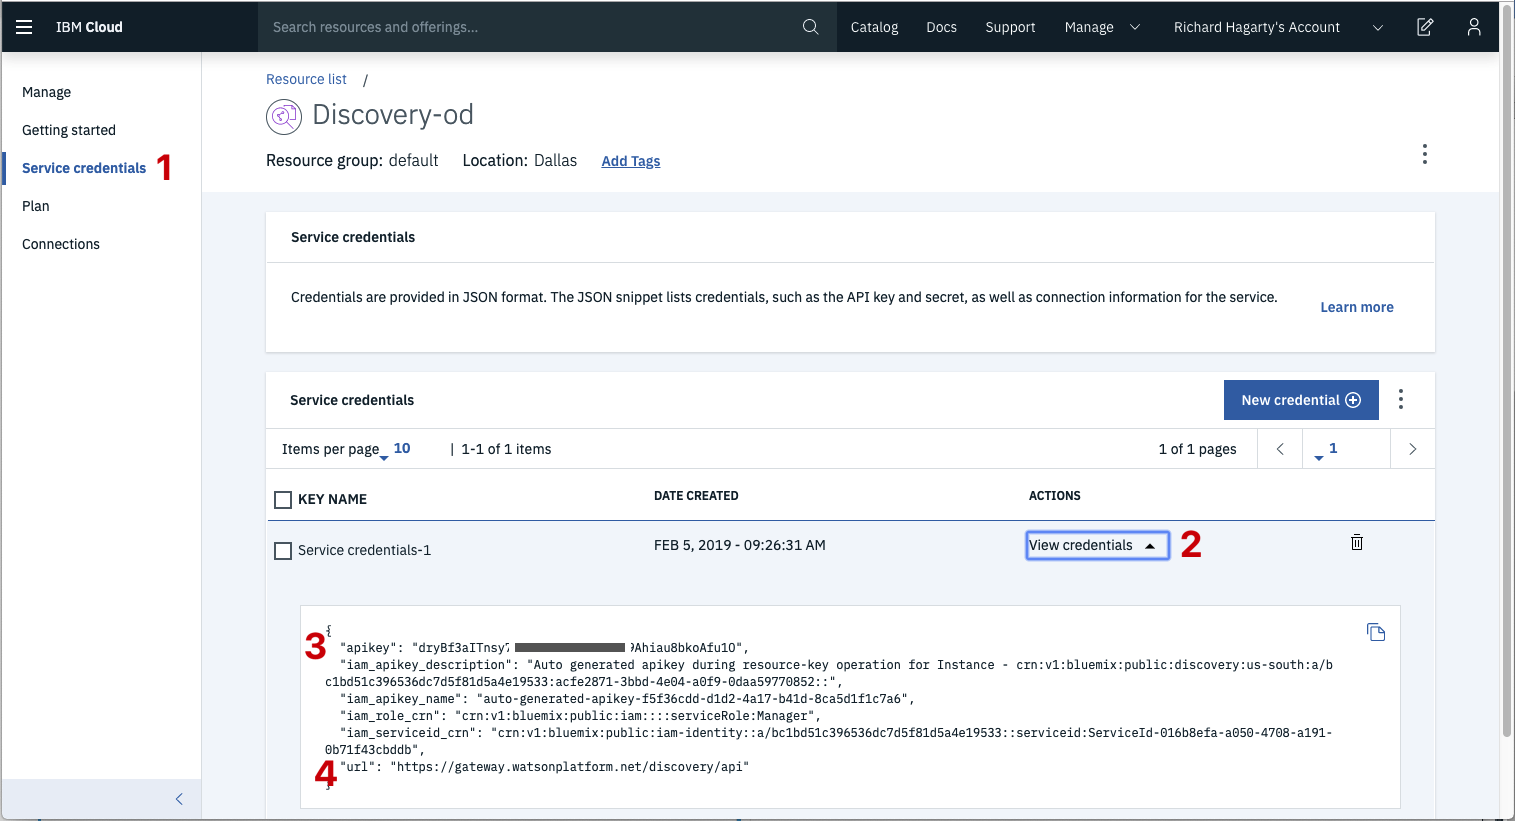 IBM Cloud
Search resources and offerings...
Catalog
Docs
Support
Manage
Richard Hagarty's Account
Manage
Getting started
Service credentials 1
Plan
Connections
Resource list /
Discovery-od
Resource group: default Location: Dallas Add Tags
Service credentials
Credentials are provided in JSON format. The JSON snippet lists credentials, such as the API key and secret, as well as connection information for the service.
Learn more
Service credentials
New credential
Items per page 10 | 1-1 of 1 items
1 of 1 pages
1
KEY NAME DATE CREATED ACTIONS
Service credentials-1 FEB 5, 2019 - 09:26:31 AM View credentials 2
{
3 "apikey": "dryBf3aITnsy 9Ahiau8bkoAfu1O",
"iam_apikey_description": "Auto generated apikey during resource-key operation for Instance - crn:v1:bluemix:public:discovery:us-south:a/b
c1bd51c396536dc7d5f81d5a4e19533:acfe2871-3bbd-4e04-a0f9-0daa59770852::",
"iam_apikey_name": "auto-generated-apikey-f5f36cdd-d1d2-4a17-b41d-8ca5d1f1c7a6",
"iam_role_crn": "crn:v1:bluemix:public:iam::::serviceRole:Manager",
"iam_serviceid_crn": "crn:v1:bluemix:public:iam-identity::a/bc1bd51c396536dc7d5f81d5a4e19533::serviceid:ServiceId-016b8efa-a050-4708-a191-
0b71f43cbddb",
4 "url": "https://gateway.watsonplatform.net/discovery/api"
}